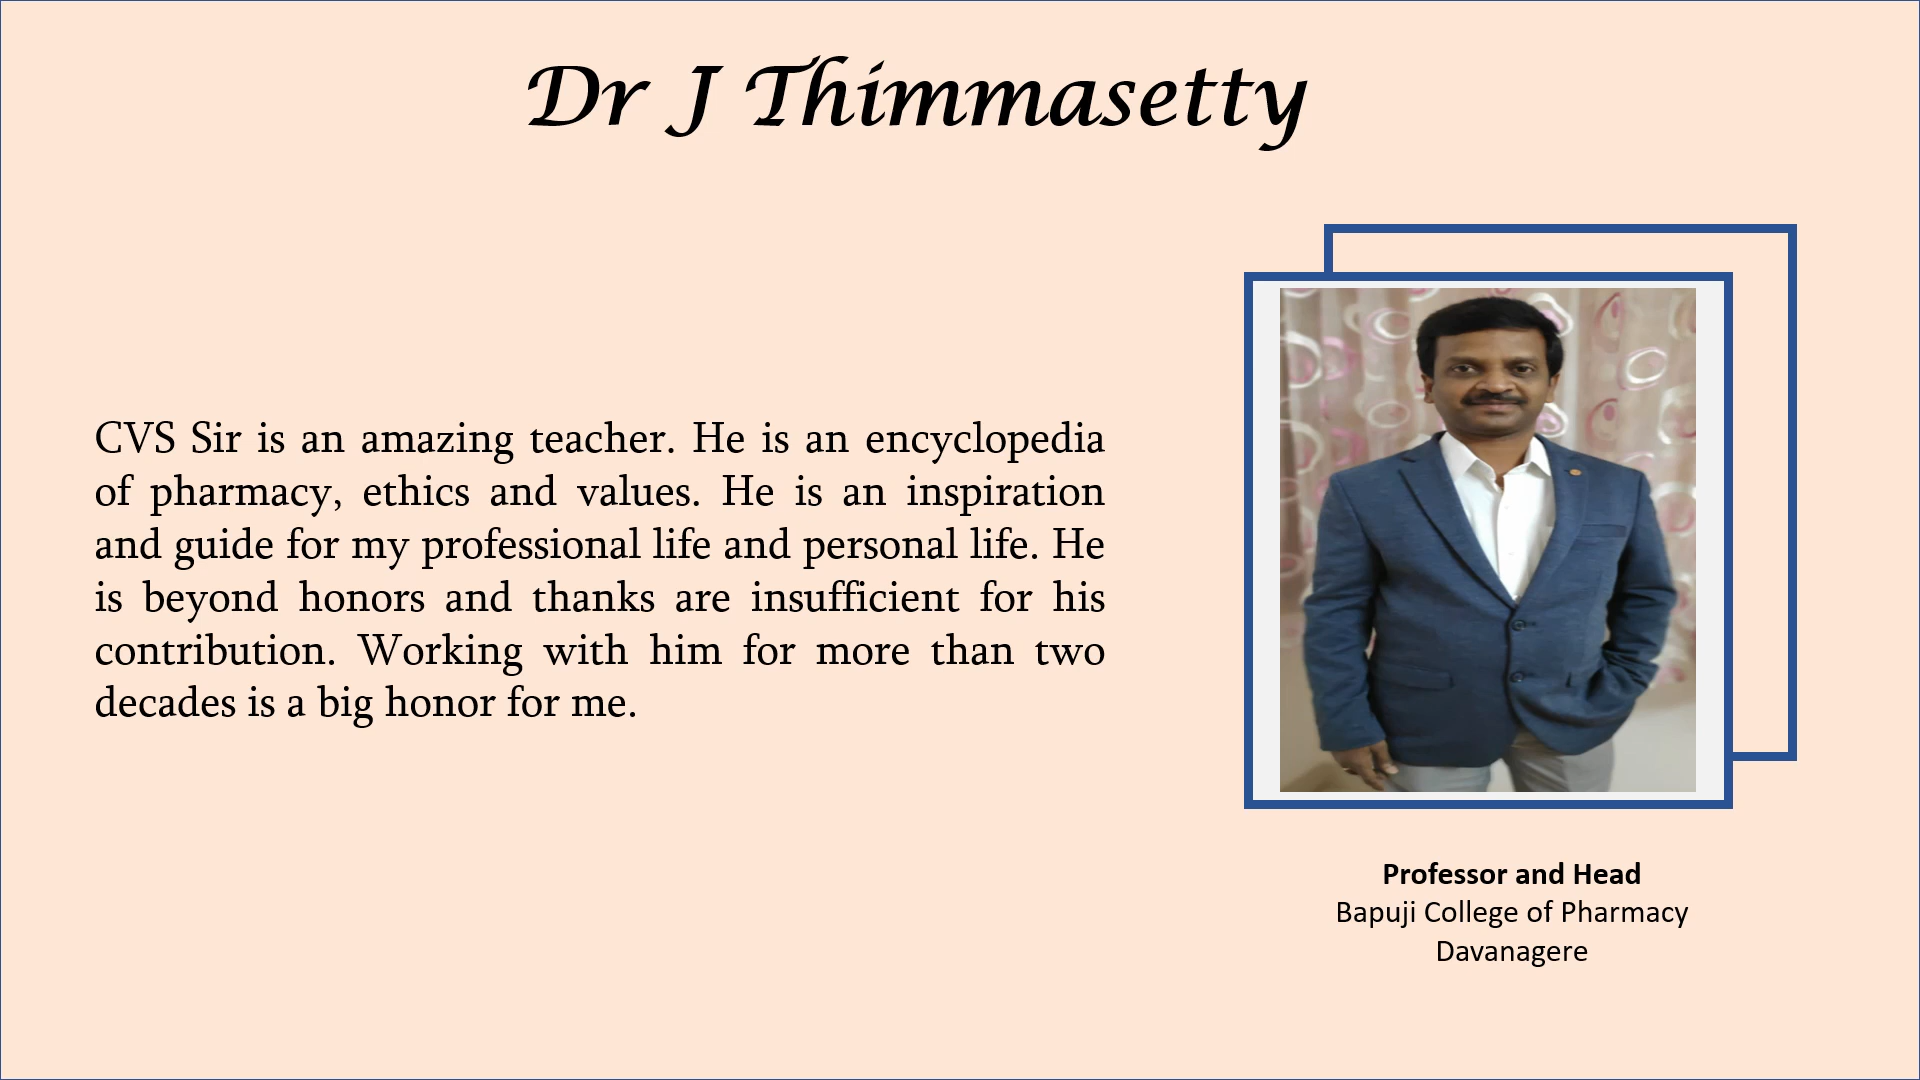 Dr J Thimmasetty
CVS Sir is an amazing teacher. He is an encyclopedia
of pharmacy, ethics and values. He is an inspiration
and guide for my professional life and personal life. He
is beyond honors and thanks are insufficient for his
contribution. Working with him for more than two
decades is a big honor for me.
Professor and Head
Bapuji College of Pharmacy
Davanagere